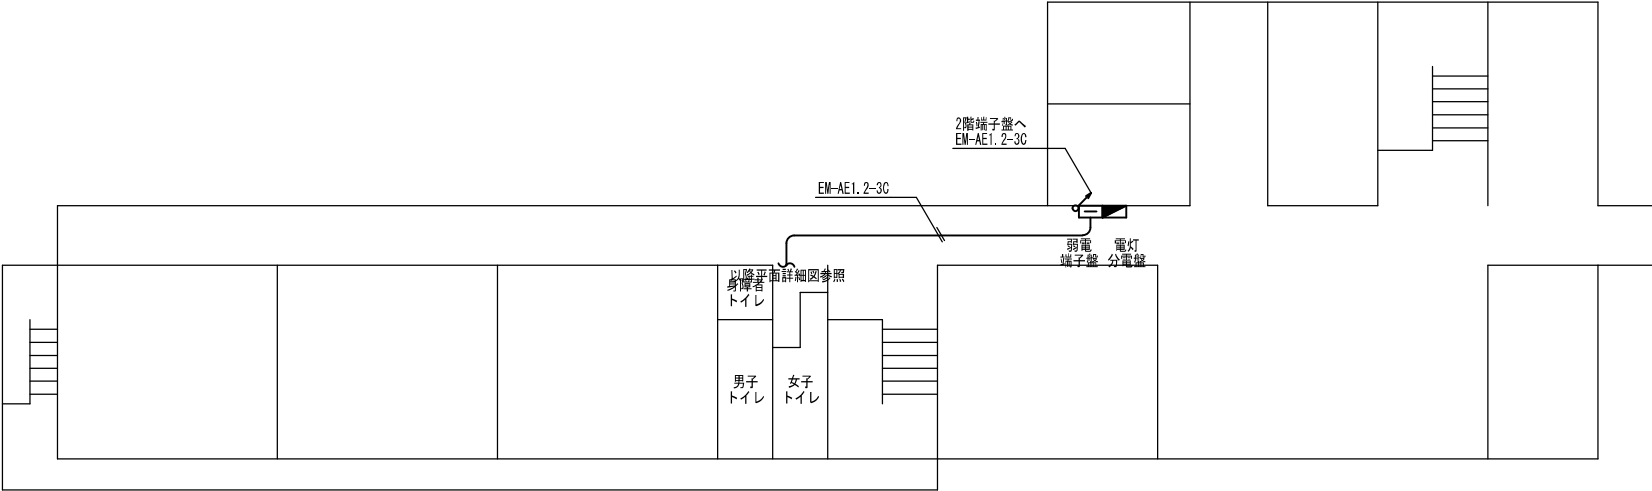 2階端子盤へ
EM-AE1.2-3C
EM-AE1.2-3C
弱電
端子盤
電灯
分電盤
以降平面詳細図参照
身障者
トイレ
男子
トイレ
女子
トイレ